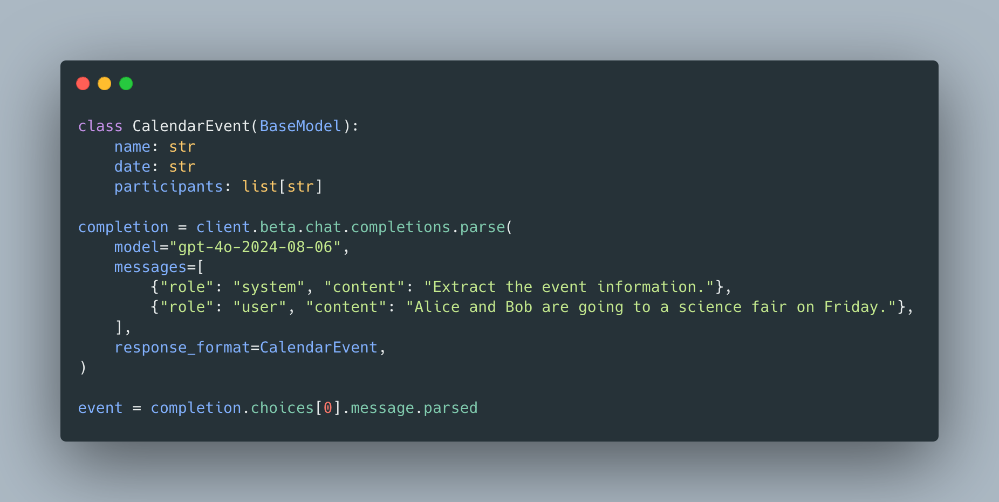 class CalendarEvent(BaseModel):
    name: str
    date: str
    participants: list[str]

completion = client.beta.chat.completions.parse(
    model="gpt-4o-2024-08-06",
    messages=[
        {"role": "system", "content": "Extract the event information."},
        {"role": "user", "content": "Alice and Bob are going to a science fair on Friday."},
    ],
    response_format=CalendarEvent,
)

event = completion.choices[0].message.parsed